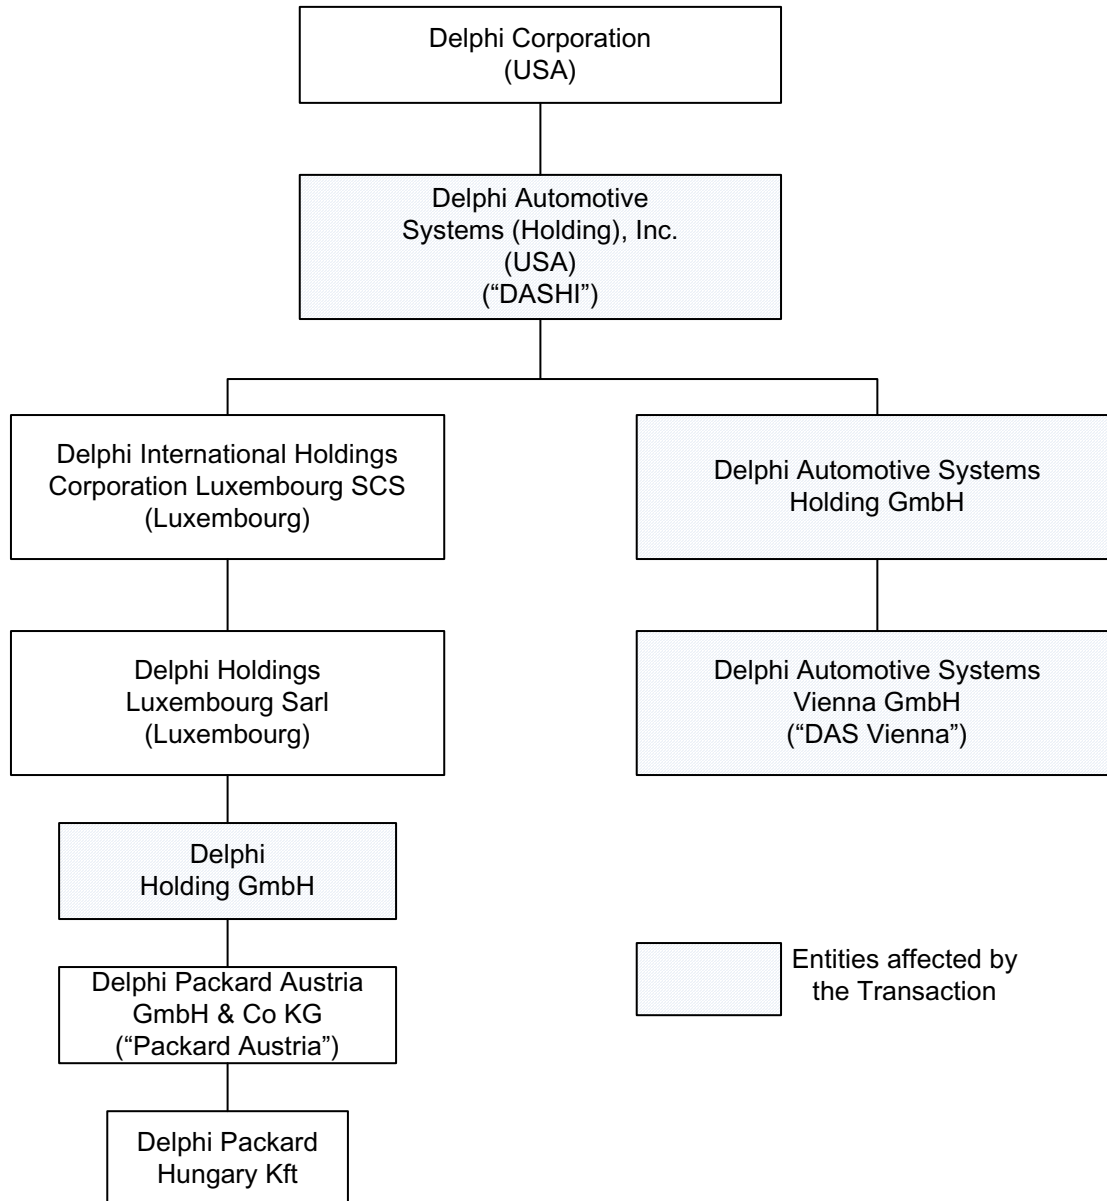 Delphi Corporation
(USA)
Delphi Automotive
Systems (Holding), Inc.
(USA)
(“DASHI”)
Delphi International Holdings
Corporation Luxembourg SCS
(Luxembourg)
Delphi Automotive Systems
Holding GmbH
Delphi Holdings
Luxembourg Sarl
(Luxembourg)
Delphi Automotive Systems
Vienna GmbH
(“DAS Vienna”)
Delphi
Holding GmbH
Delphi Packard Austria
GmbH & Co KG
(“Packard Austria”)
Entities affected by
the Transaction
Delphi Packard
Hungary Kft